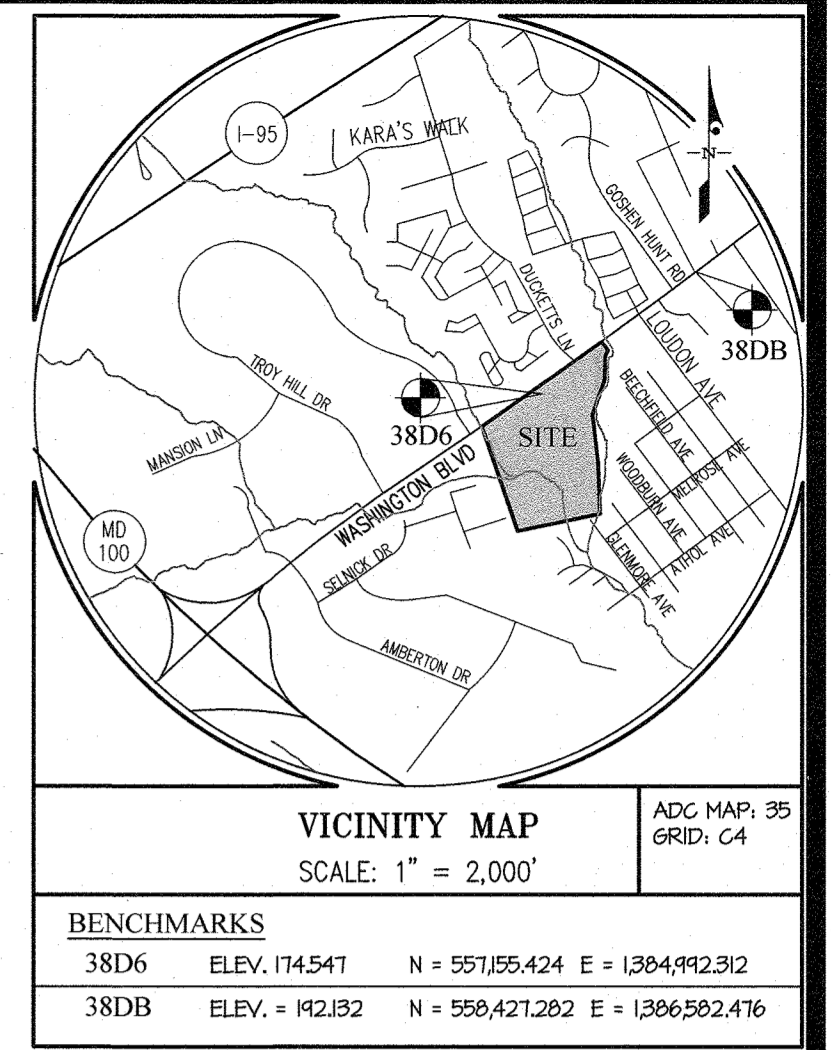 I-95
KARA'S WALK
N
GOSHEN HUNT RD
DUCKETTS LN
38DB
LOUDON AVE
TROY HILL DR
BEECHFIELD AVE
38D6
SITE
MANSION LN
WASHINGTON BLVD
MELROSE AVE
WOODBURN AVE
MD
100
ATHOL AVE
GLENMORE AVE
SELNICK DR
AMBERTON DR
VICINITY MAP
SCALE: 1" = 2,000'
ADC MAP: 35
GRID: C4
BENCHMARKS
38D6 ELEV. 174.547 N = 557,155.424 E = 1,384,992.312
38DB ELEV. = 192.132 N = 558,427.282 E = 1,386,582.476